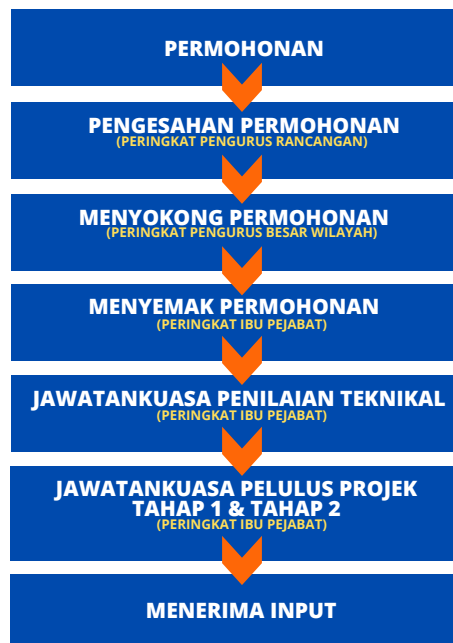 PERMOHONAN
PENGESAHAN PERMOHONAN
(PERINGKAT PENGURUS RANCANGAN)
MENYOKONG PERMOHONAN
(PERINGKAT PENGURUS BESAR WILAYAH)
MENYEMAK PERMOHONAN
(PERINGKAT IBU PEJABAT)
JAWATANKUASA PENILAIAN TEKNIKAL
(PERINGKAT IBU PEJABAT)
JAWATANKUASA PELULUS PROJEK
TAHAP 1 & TAHAP 2
(PERINGKAT IBU PEJABAT)
MENERIMA INPUT